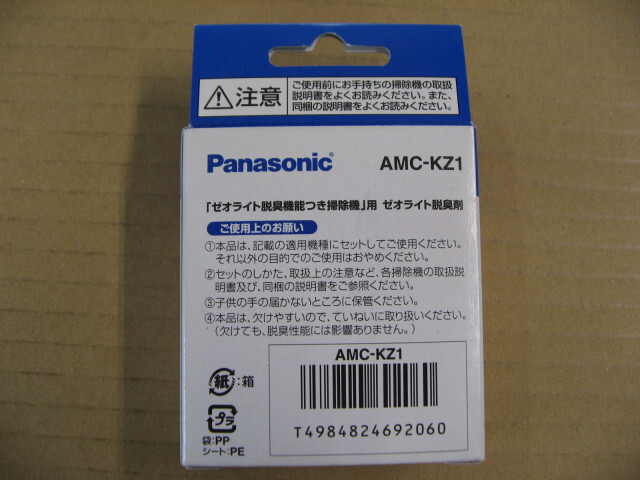 注意
ご使用前にお手持ちの掃除機の取扱
説明書をよくお読みください。また、
同梱の説明書をよくお読みください。
Panasonic AMC-KZ1
「ゼオライト脱臭機能つき掃除機」用 ゼオライト脱臭剤
ご使用上のお願い
①本品は、記載の適用機種にセットしてご使用ください。
それ以外の目的でのご使用はおやめください。
②セットのしかた、取扱上の注意など、各掃除機の取扱説
明書及び、同梱の説明書をご参照ください。
③子供の手の届かないところに保管ください。
④本品は、欠けやすいので、ていねいに取り扱いください。
（欠けても、脱臭性能には影響ありません。）
紙:箱
プラ
袋:PP
シート:PE
AMC-KZ1
T4984824692060